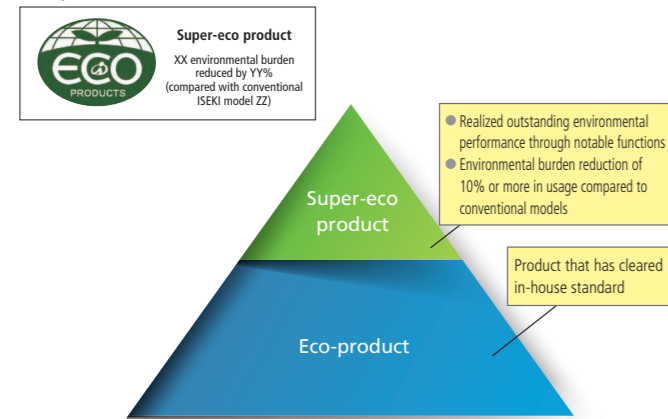 ECO
PRODUCTS
Super-eco product
XX environmental burden
reduced by YY%
(compared with conventional
ISEKI model ZZ)
Realized outstanding environmental
performance through notable functions
Environmental burden reduction of
10% or more in usage compared to
conventional models
Super-eco
product
Product that has cleared
in-house standard
Eco-product